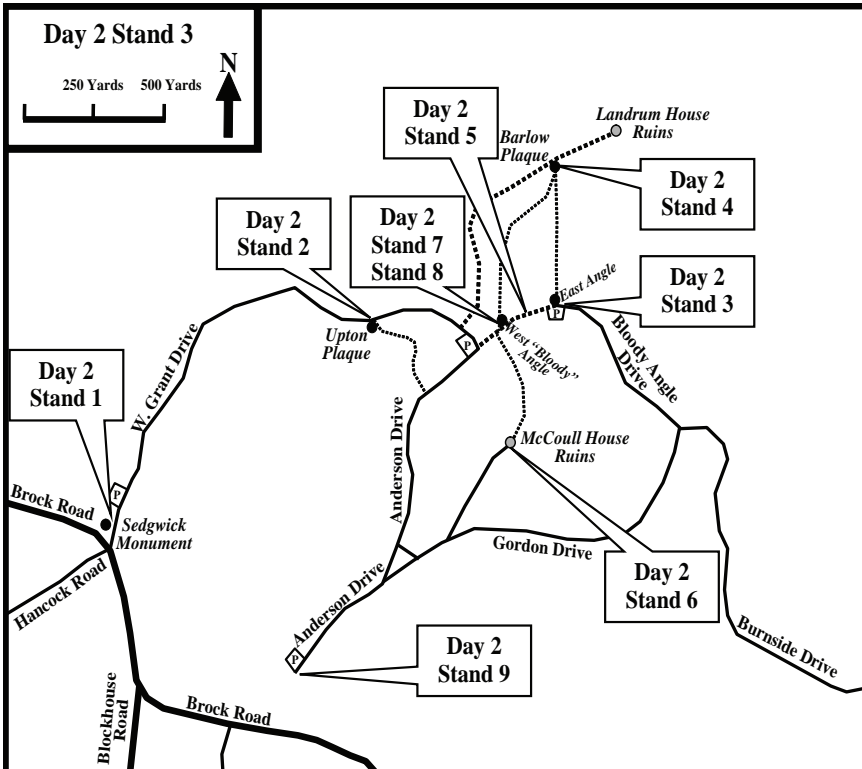 Day 2 Stand 3
250 Yards
500 Yards
N
Day 2
Stand 5
Landrum House
Ruins
Barlow
Plaque
Day 2
Stand 4
Day 2
Stand 2
Day 2
Stand 7
Stand 8
East Angle
Day 2
Stand 3
P
Upton
Plaque
P
West "Bloody"
Angle
Bloody Angle
Drive
W. Grant Drive
Day 2
Stand 1
Anderson Drive
McCoull House
Ruins
P
Brock Road
Sedgwick
Monument
Hancock Road
Gordon Drive
Day 2
Stand 6
Anderson Drive
P
Day 2
Stand 9
Burnside Drive
Blockhouse
Road
Brock Road